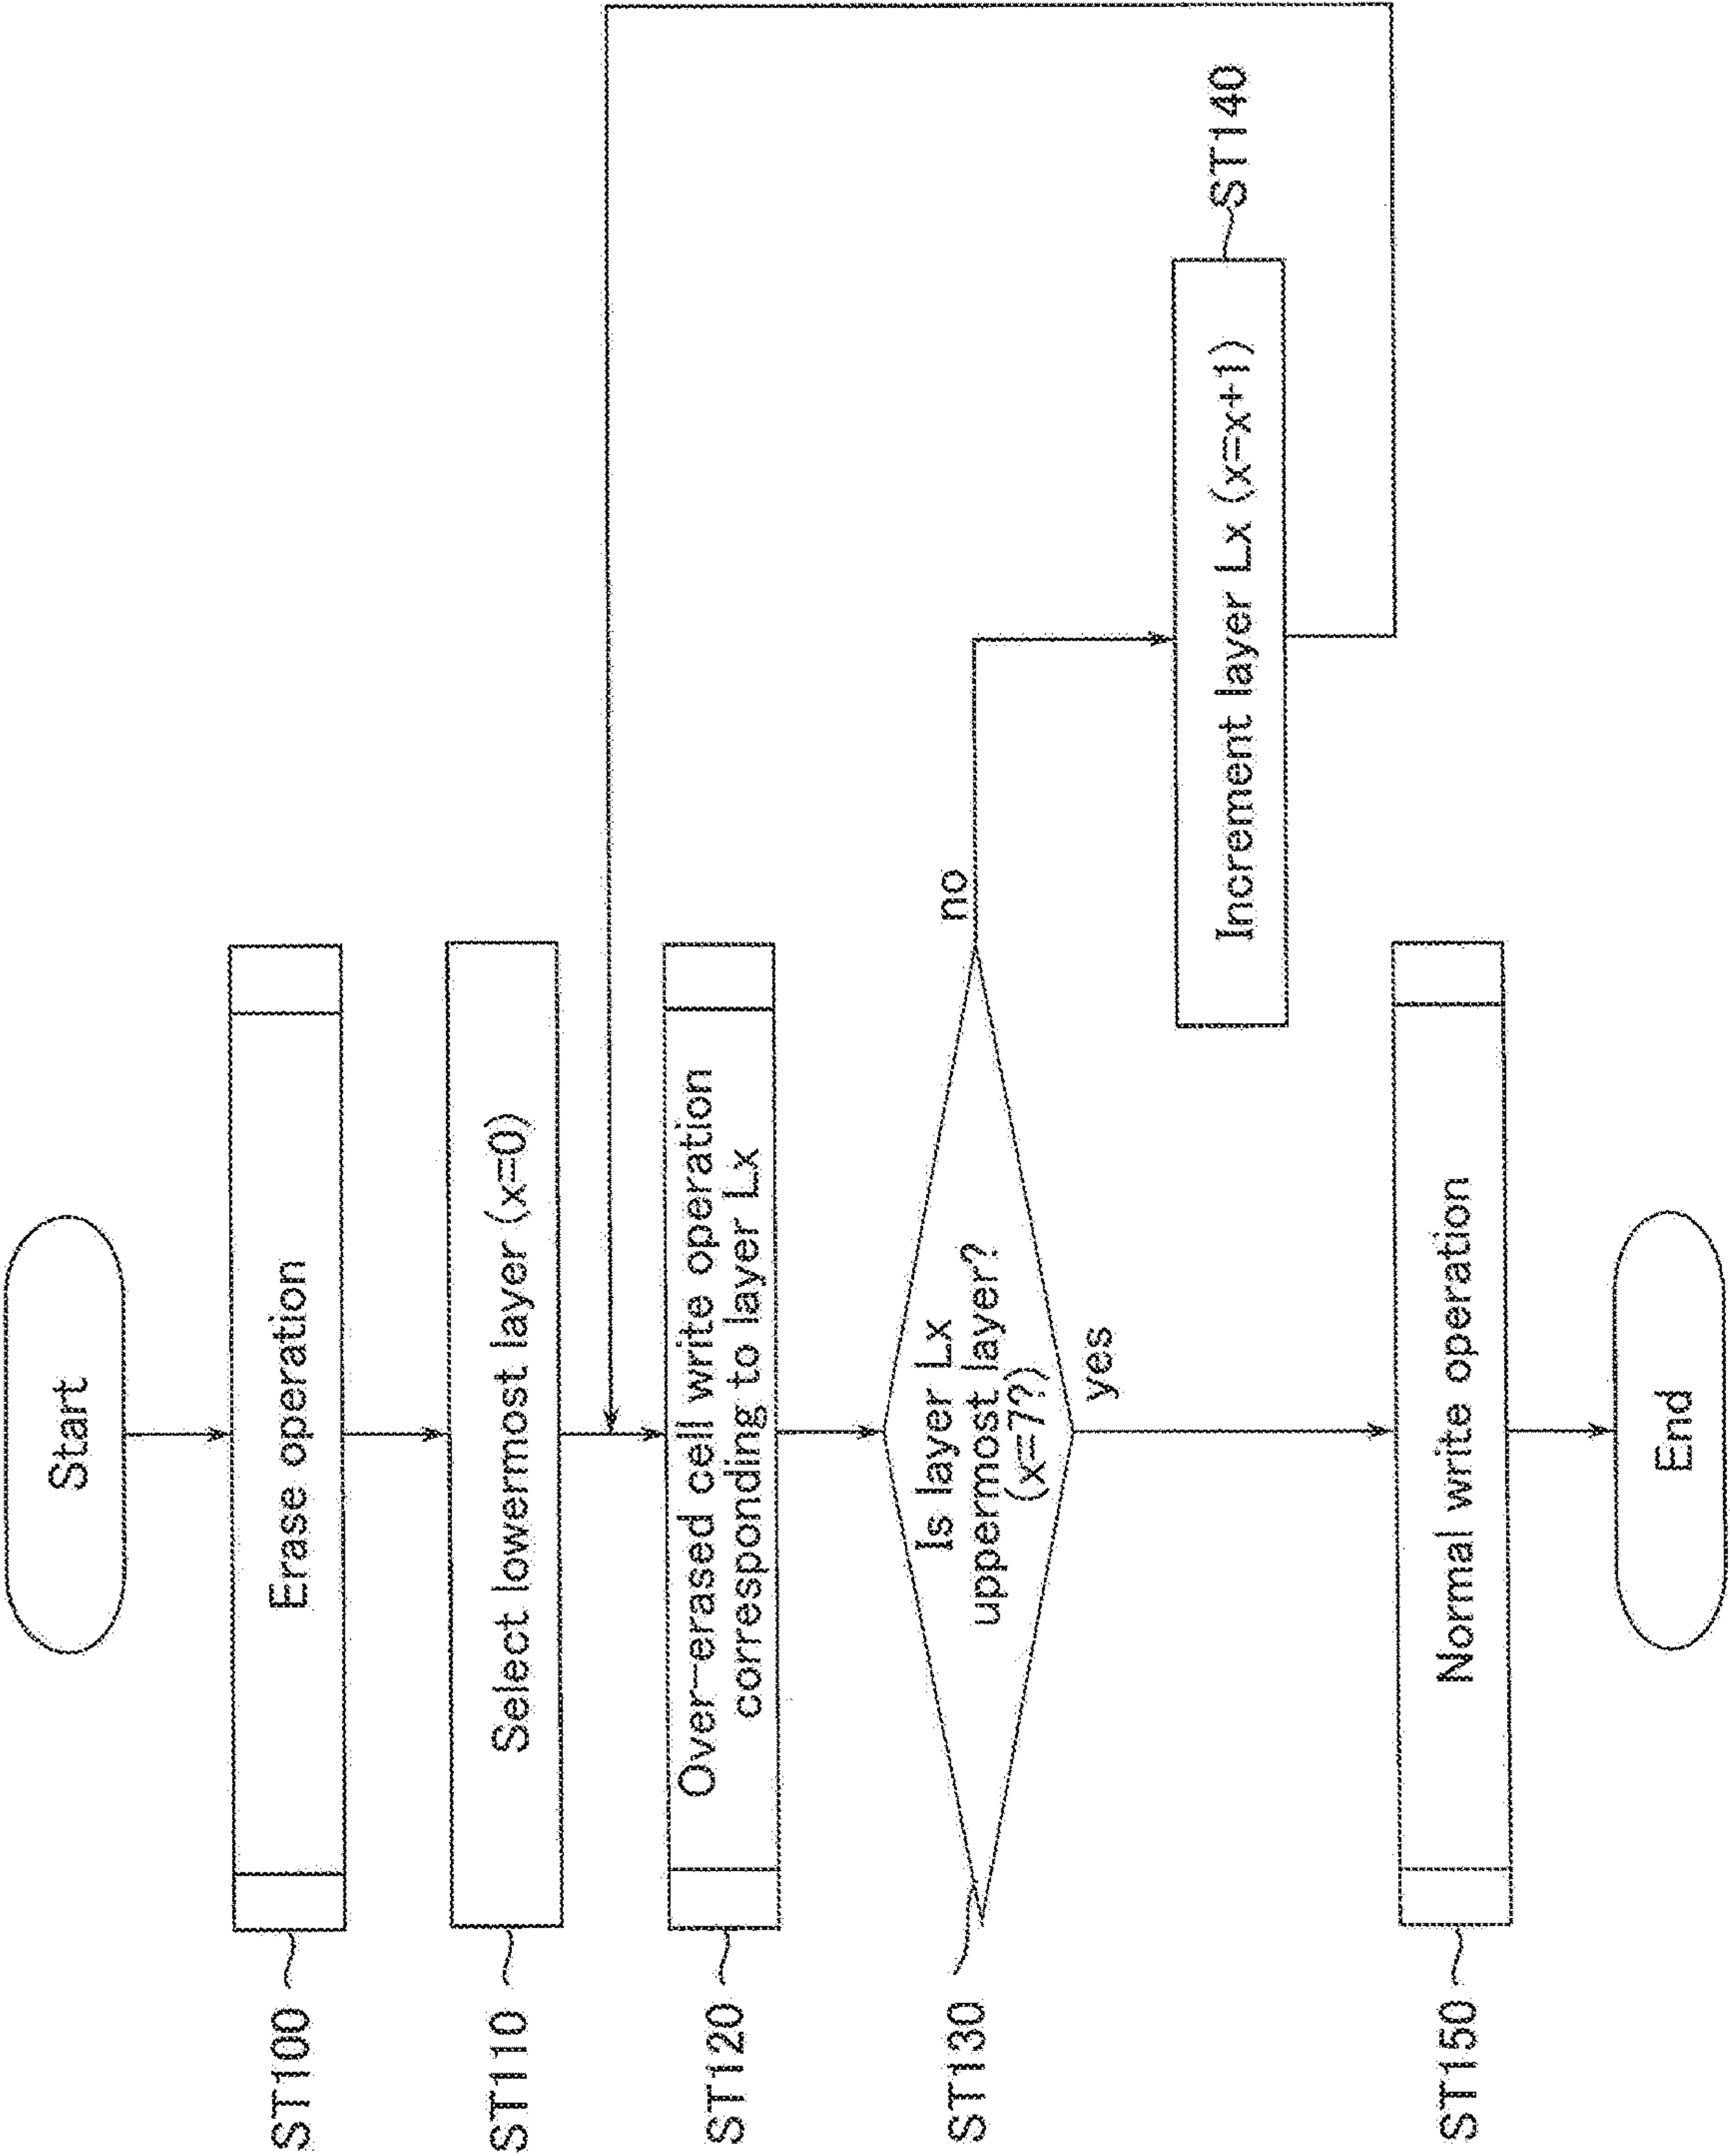 Start
ST100
Erase operation
ST110
Select lowermost layer (x=0)
ST120
Over-erased cell write operation
corresponding to layer Lx
ST130
Is layer Lx
uppermost layer?
(x=7?)
no
yes
Increment layer Lx (x=x+1)
ST140
ST150
Normal write operation
End